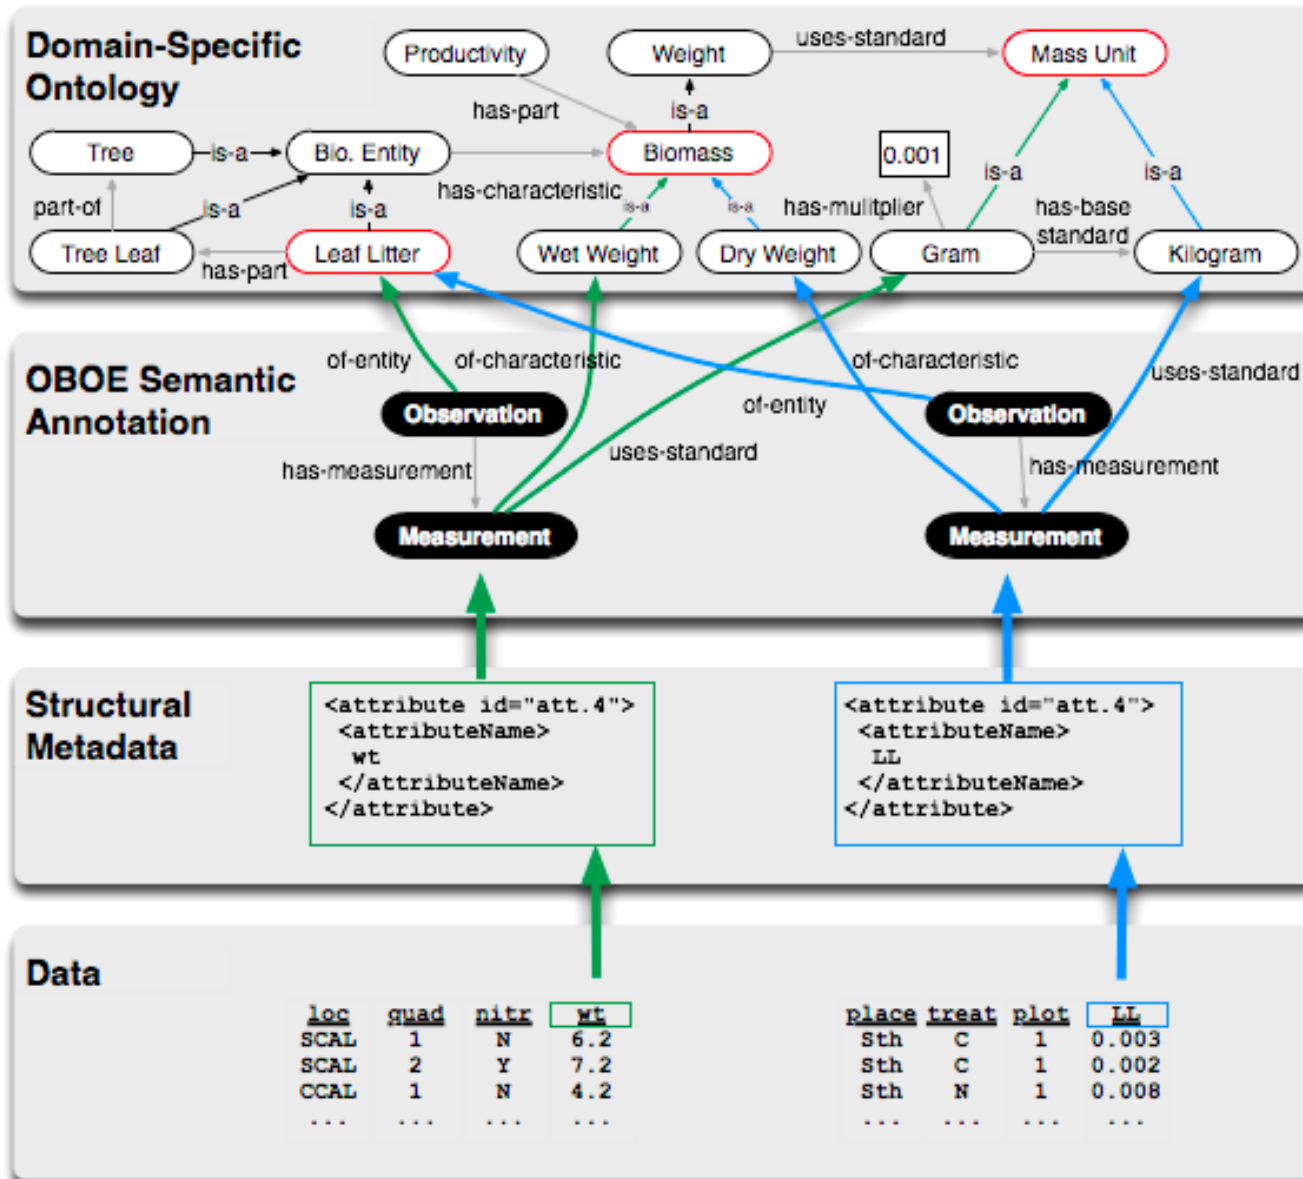 Domain-Specific
Ontology
Productivity
Weight
uses-standard
Mass Unit
has-part
is-a
Tree
is-a
Bio. Entity
Biomass
0.001
is-a
is-a
part-of
is-a
is-a
has-characteristic
is-a
is-a
has-mulitplier
has-base
standard
Tree Leaf
has-part
Leaf Litter
Wet Weight
Dry Weight
Gram
Kilogram
OBOE Semantic
Annotation
of-entity
of-characteristic
of-characteristic
uses-standard
Observation
of-entity
Observation
has-measurement
uses-standard
has-measurement
Measurement
Measurement
Structural
Metadata
<attribute id="att.4">
<attributeName>
wt
</attributeName>
</attribute>
<attribute id="att.4">
<attributeName>
LL
</attributeName>
</attribute>
Data
loc quad nitr wt
SCAL 1 N 6.2
SCAL 2 Y 7.2
CCAL 1 N 4.2
... ... ... ...
place treat plot LL
Sth C 1 0.003
Sth C 1 0.002
Sth N 1 0.008
... ... ... ...